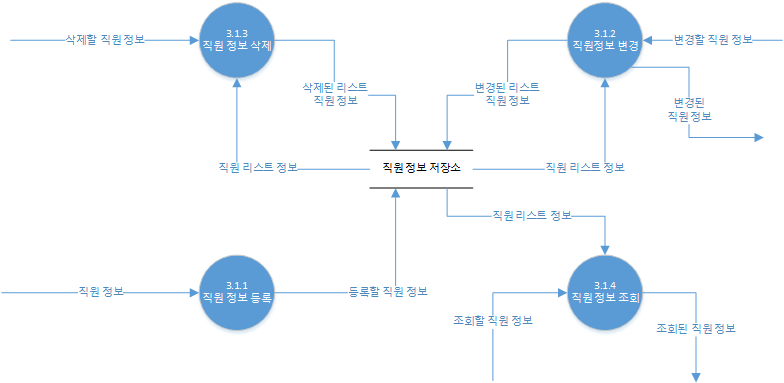 삭제할 직원 정보
3.1.3
직원 정보 삭제
3.1.2
직원정보 변경
변경할 직원 정보
삭제된 리스트
직원정보
변경된 리스트
직원정보
변경된
직원정보
직원 리스트 정보
직원정보 저장소
직원 리스트 정보
직원 리스트 정보
직원 정보
3.1.1
직원 정보 등록
등록할 직원 정보
3.1.4
직원정보 조회
조회할 직원 정보
조회된 직원 정보